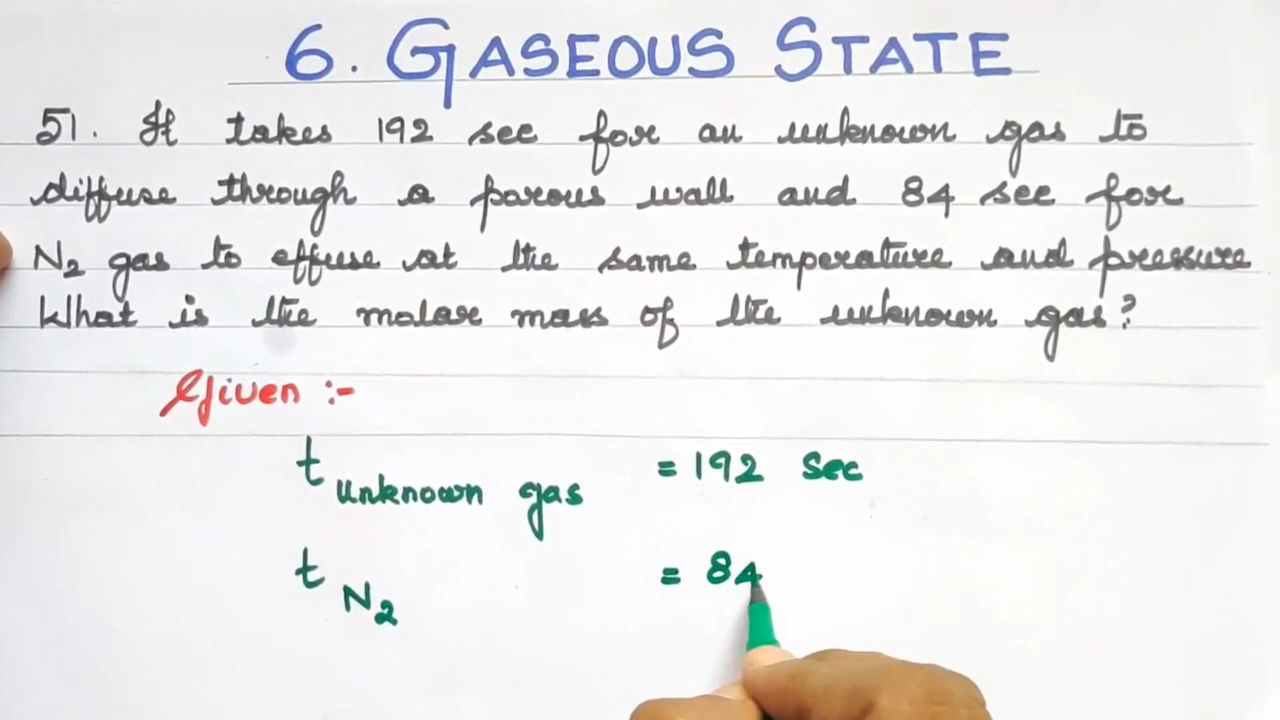 6. GASEOUS STATE
51. It takes 192 sec for an unknown gas to
diffuse through a porous wall and 84 sec for
N2 gas to effuse at the same temperature and pressure
What is the molar mass of the unknown gas?
Given :-
t unknown gas = 192 sec
t N2 = 84